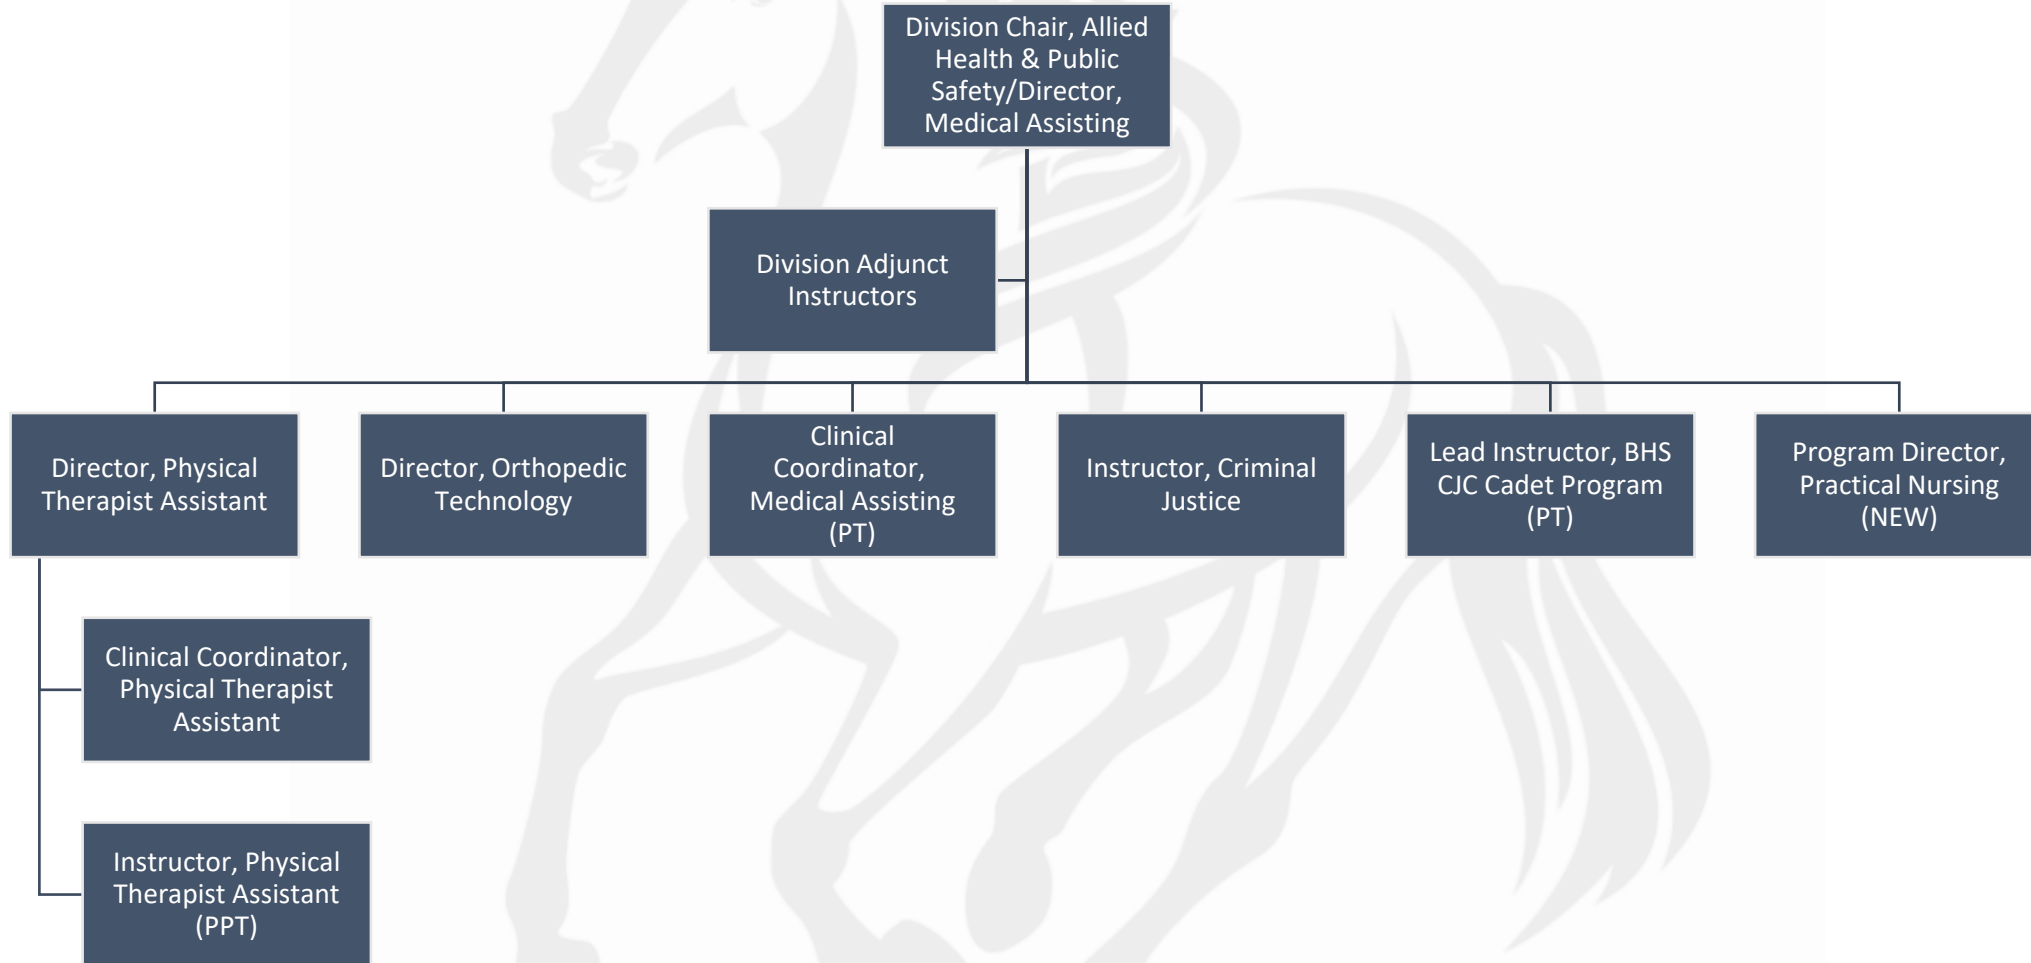 Division Chair, Allied
Health & Public
Safety/Director,
Medical Assisting
Division Adjunct
Instructors
Director, Physical
Therapist Assistant
Director, Orthopedic
Technology
Clinical
Coordinator,
Medical Assisting
(PT)
Instructor, Criminal
Justice
Lead Instructor, BHS
CJC Cadet Program
(PT)
Program Director,
Practical Nursing
(NEW)
Clinical Coordinator,
Physical Therapist
Assistant
Instructor, Physical
Therapist Assistant
(PPT)